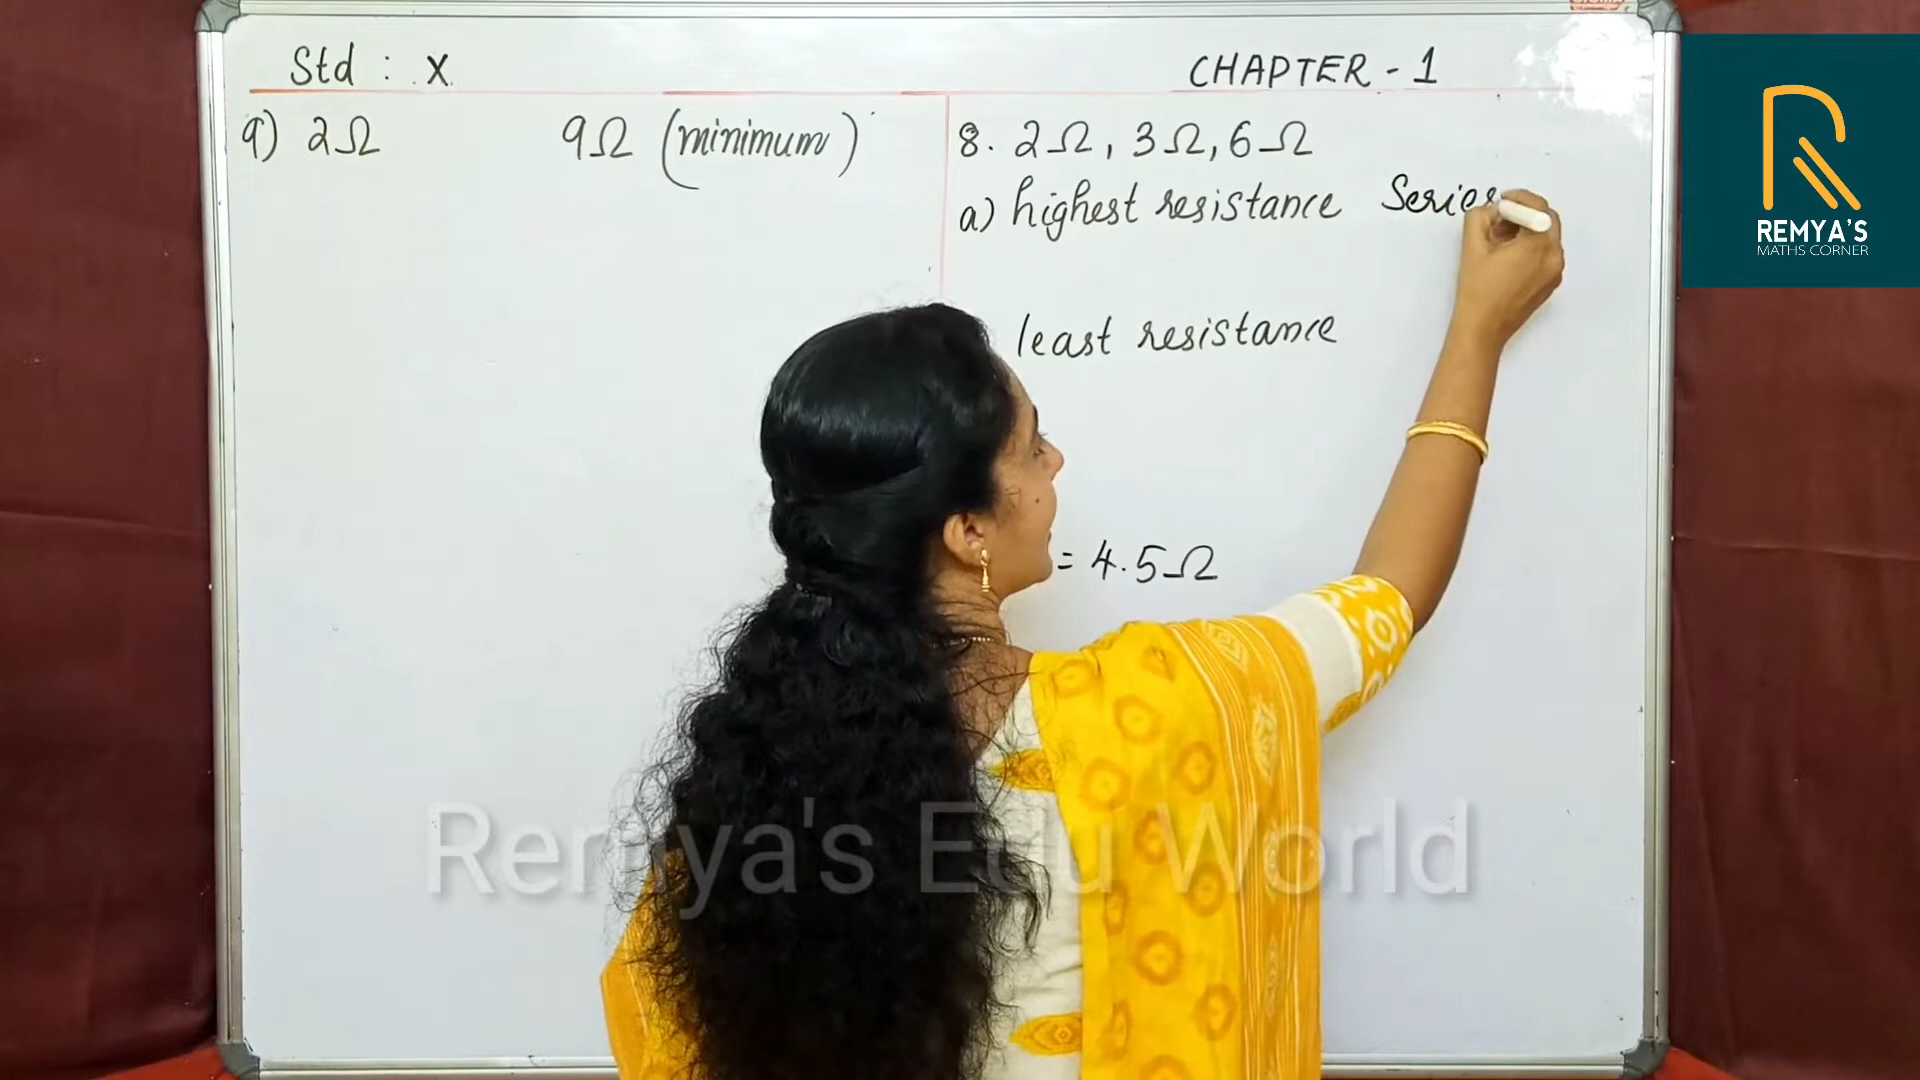 Std : X
CHAPTER - 1
9) 2Ω 9Ω (minimum)
8. 2Ω, 3Ω, 6Ω
a) highest resistance Series
least resistance
= 4.5Ω
REMYA'S
MATHS CORNER
Remya's Edu World